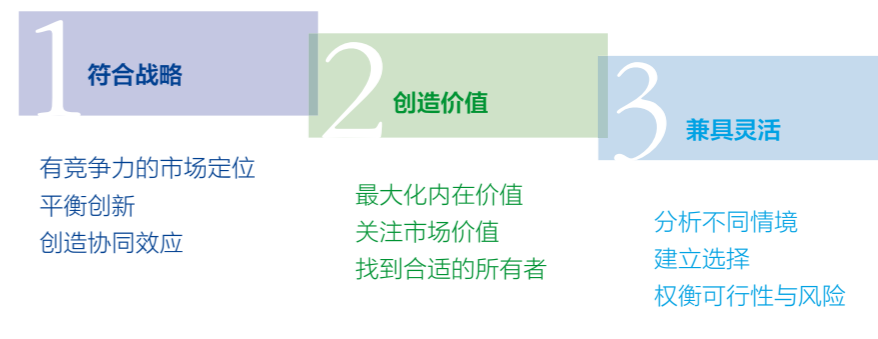 1
符合战略
有竞争力的市场定位
平衡创新
创造协同效应
2
创造价值
最大化内在价值
关注市场价值
找到合适的所有者
3
兼具灵活
分析不同情境
建立选择
权衡可行性与风险